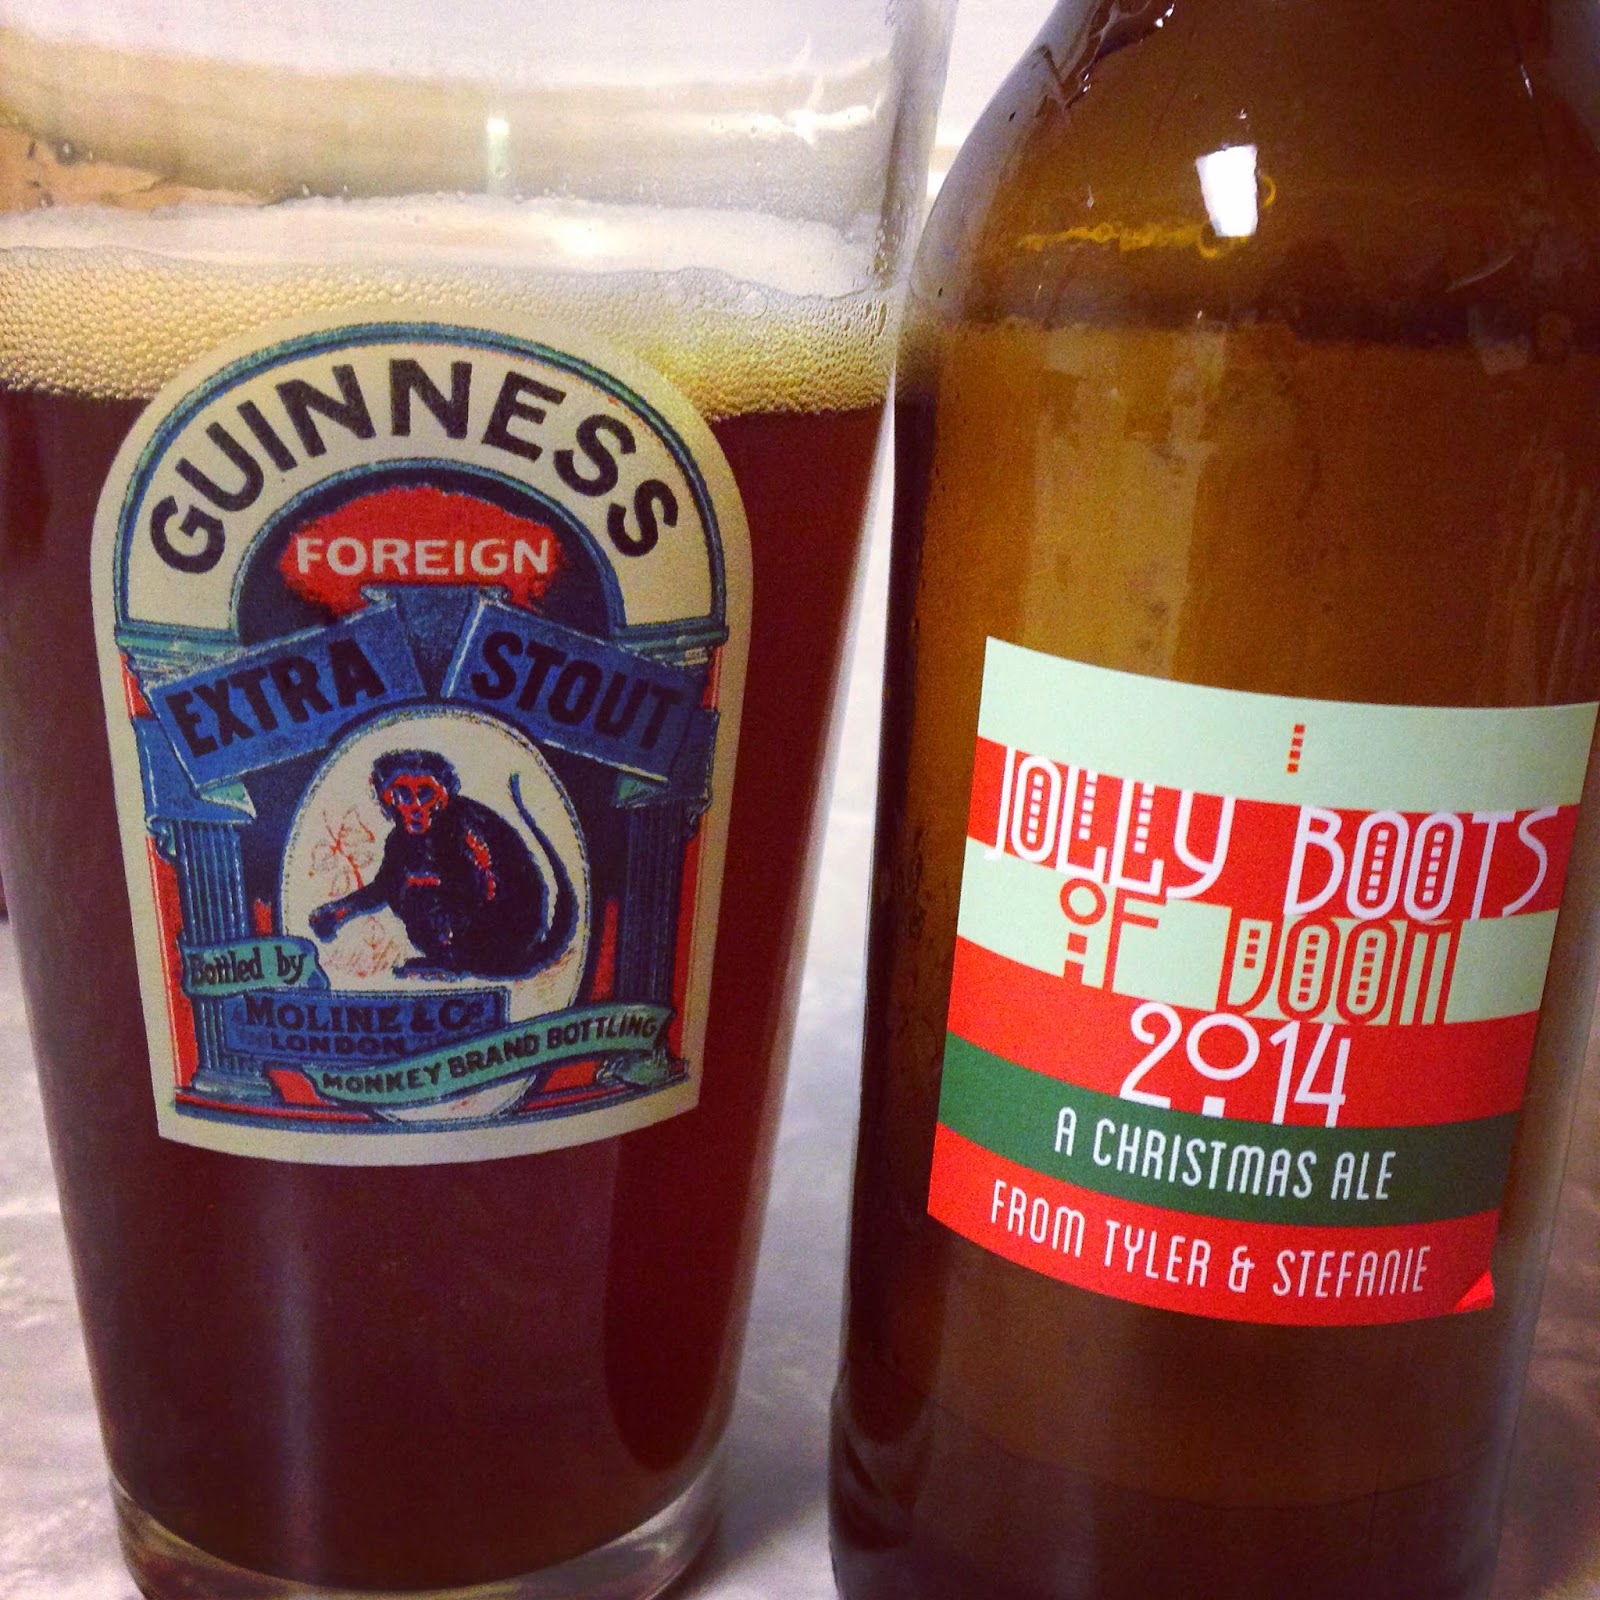 GUINNESS
FOREIGN
EXTRA STOUT
Bottled by
MOLINE & Co
LONDON
MONKEY BRAND BOTTLING
JOLLY BOOTS
OF DOOM
2014
A CHRISTMAS ALE
FROM TYLER & STEFANIE